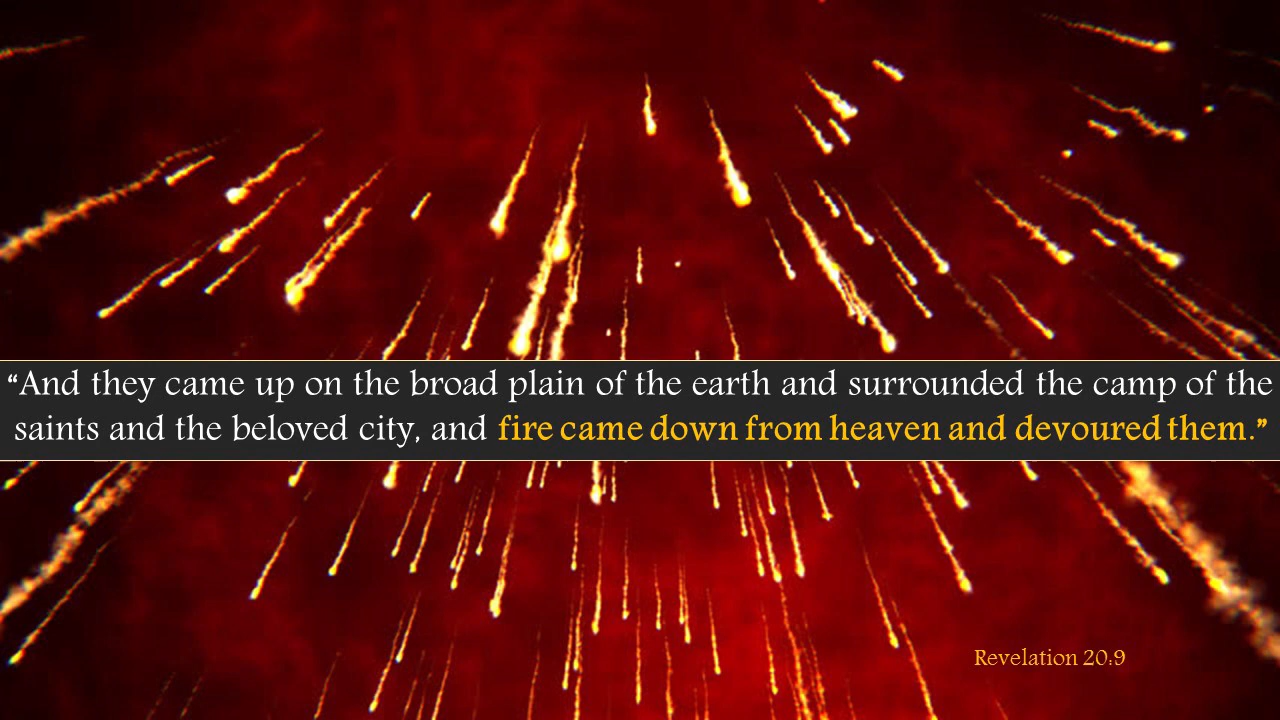 “And they came up on the broad plain of the earth and surrounded the camp of the
saints and the beloved city, and fire came down from heaven and devoured them.”
Revelation 20:9